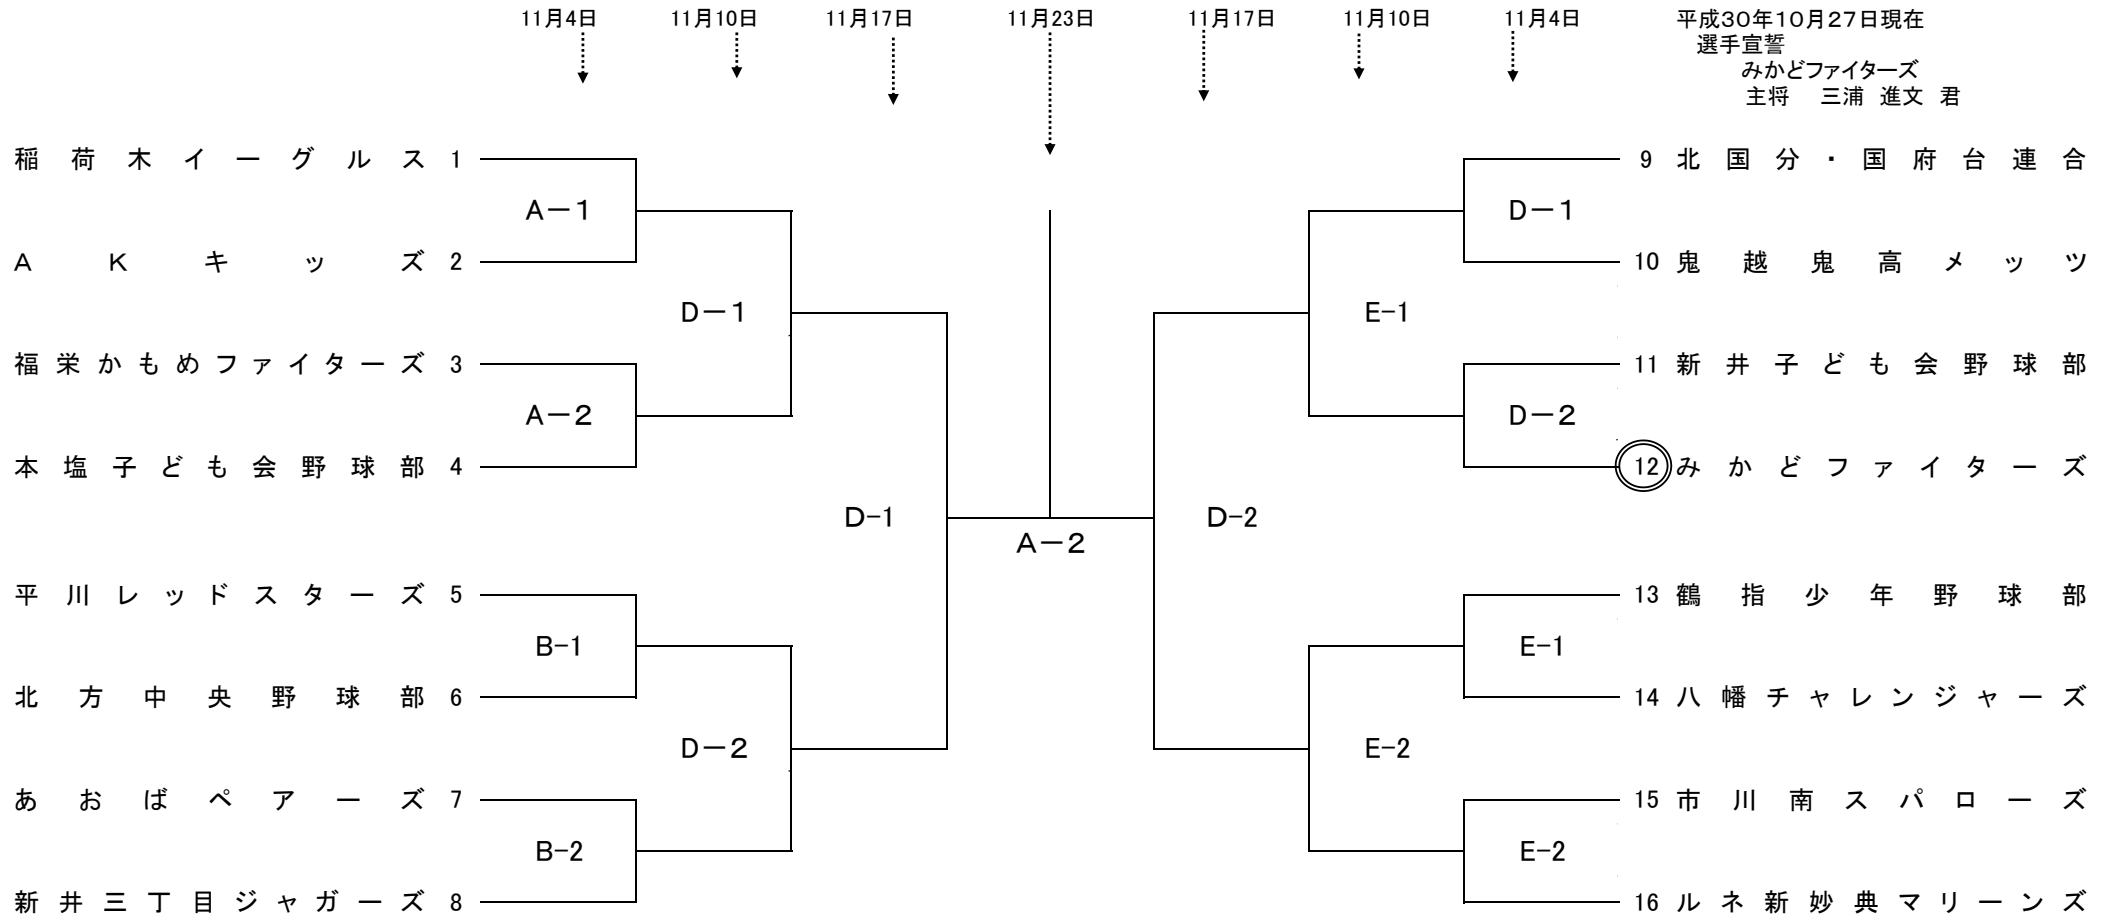 11月4日 11月10日 11月17日 11月23日 11月17日 11月10日 11月4日 平成30年10月27日現在
選手宣誓
みかどファイターズ
主将 三浦 進文 君
稲荷木イーグルス 1 9 北国分・国府台連合
A－1 D－1
AKキッズ 2 10 鬼越鬼高メッツ
D－1 E-1
福栄かもめファイターズ 3 11 新井子ども会野球部
A－2 D－2
本塩子ども会野球部 4 12 みかどファイターズ
D-1 D-2
A－2
平川レッドスターズ 5 13 鶴指少年野球部
B-1 E-1
北方中央野球部 6 14 八幡チャレンジャーズ
D－2 E-2
あおばペアーズ 7 15 市川南スパローズ
B-2 E-2
新井三丁目ジャガーズ 8 16 ルネ新妙典マリーンズ